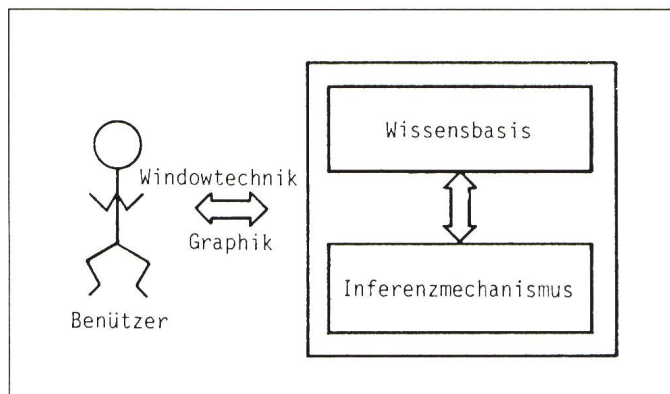 Wissensbasis
Windowtechnik
Graphik
Inferenzmechanismus
Benützer